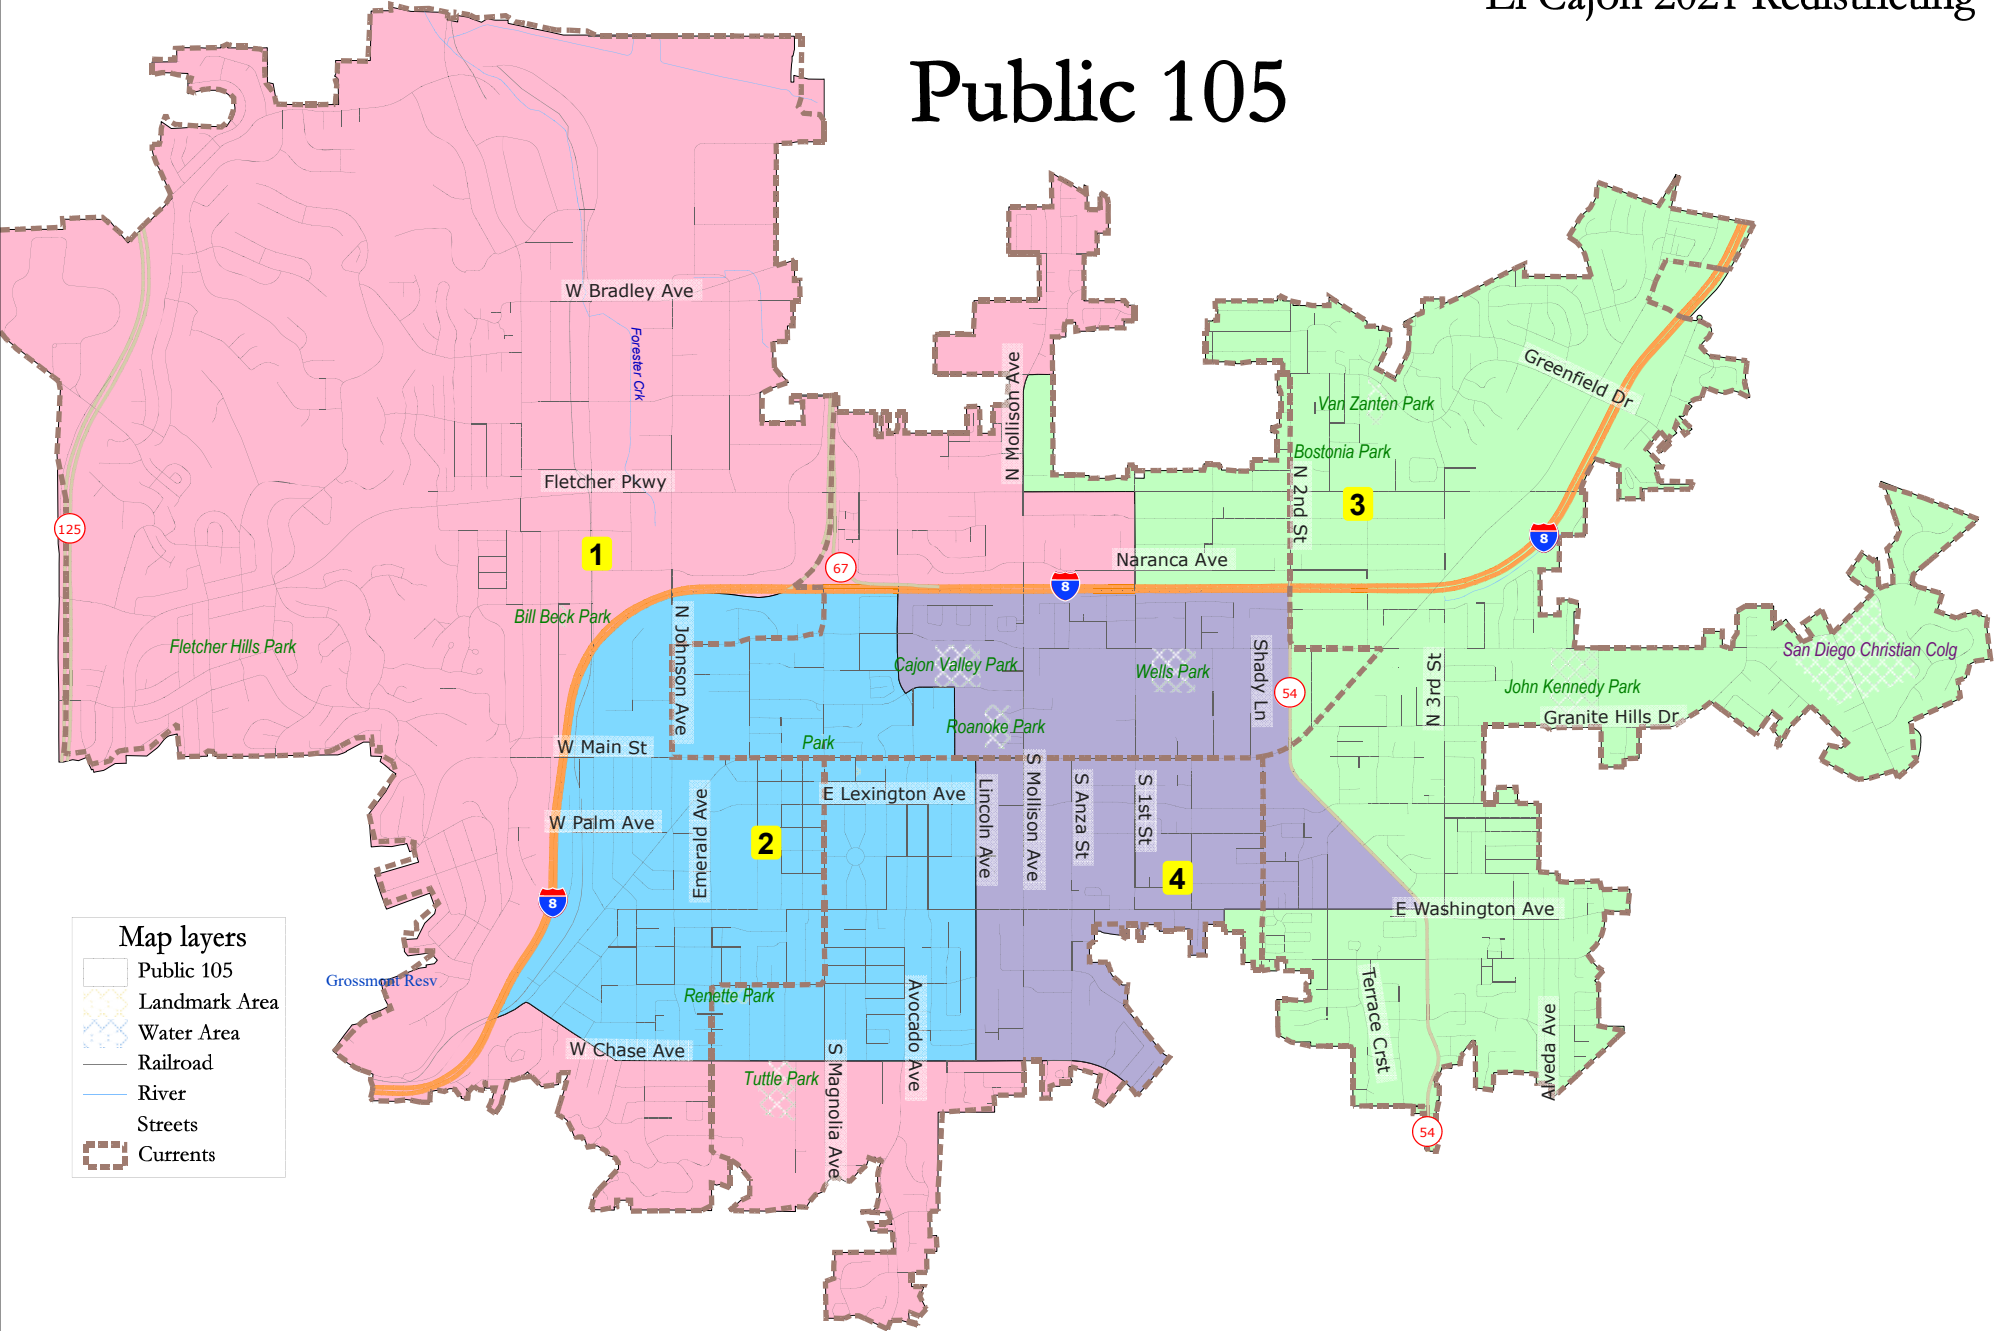 El Cajon 2021 Redistricting
Public 105
W Bradley Ave
Forester Crk
N Mollison Ave
Greenfield Dr
Van Zanten Park
Bostonia Park
Fletcher Pkwy
N 2nd St
3
125
1
67
Naranca Ave
8
8
Bill Beck Park
Fletcher Hills Park
N Johnson Ave
Cajon Valley Park
Wells Park
Shady Ln
54
N 3rd St
San Diego Christian Colg
John Kennedy Park
Granite Hills Dr
Roanoke Park
W Main St
Park
E Lexington Ave
Lincoln Ave
S Mollison Ave
S Anza St
S 1st St
W Palm Ave
Emerald Ave
2
4
8
E Washington Ave
Grossmont Resv
Renette Park
Avocado Ave
Terrace Crst
Alveda Ave
W Chase Ave
Tuttle Park
S Magnolia Ave
54
Map layers
Public 105
Landmark Area
Water Area
Railroad
River
Streets
Currents